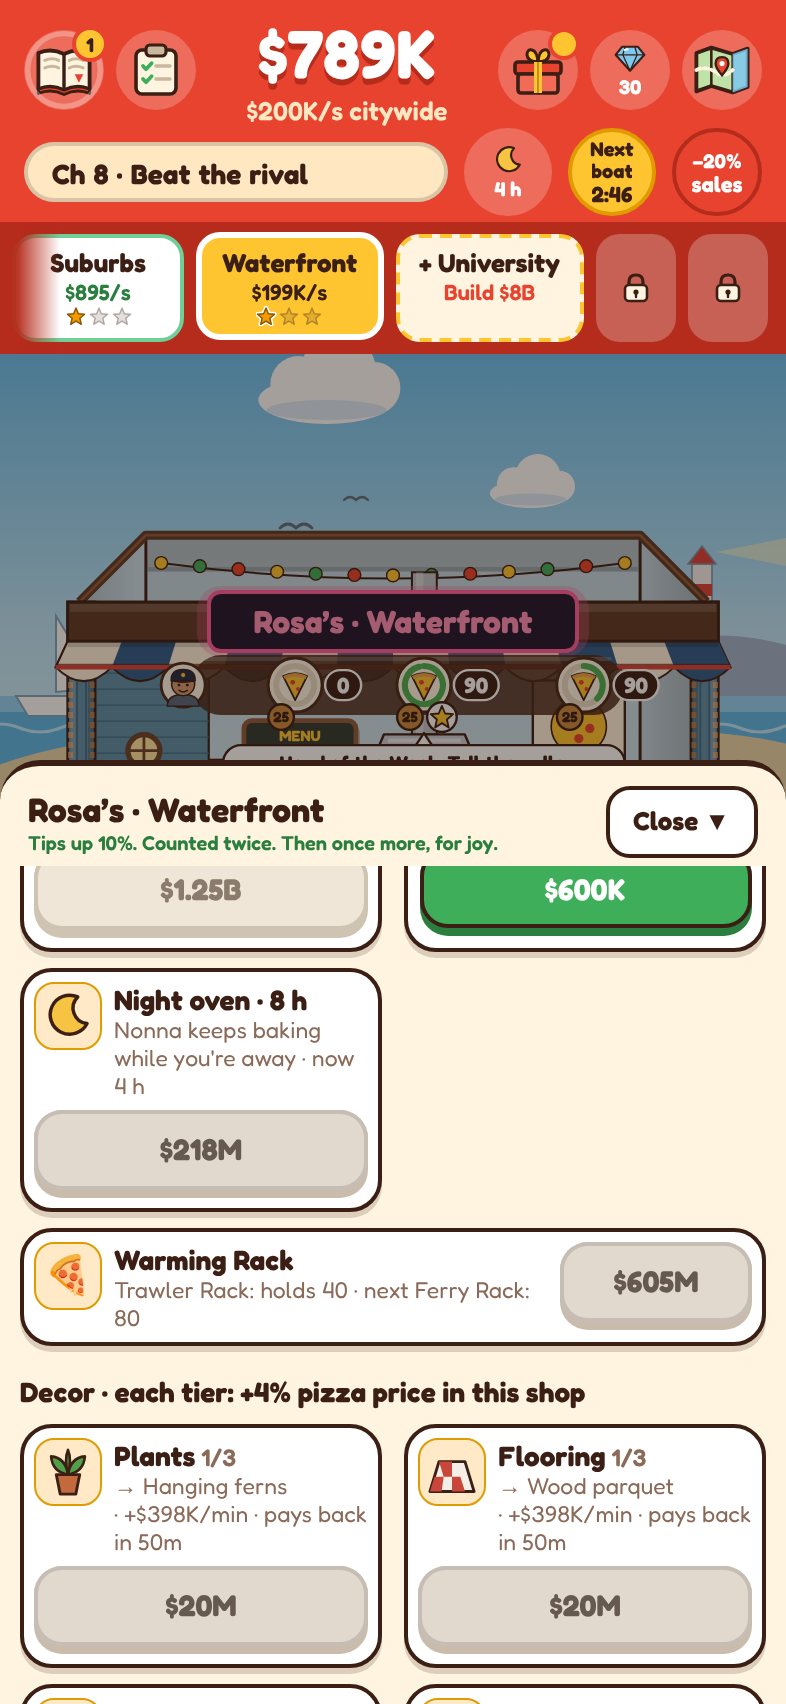 1
$789K
$200K/s citywide
30
Ch 8 · Beat the rival
4 h
Next
boat
2:46
-20%
sales
Suburbs
$895/s
Waterfront
$199K/s
+ University
Build $8B
Rosa's · Waterfront
0
90
90
25
25
25
MENU
Rosa's · Waterfront
Tips up 10%. Counted twice. Then once more, for joy.
Close ▼
$1.25B
$600K
Night oven · 8 h
Nonna keeps baking
while you're away · now
4 h
$218M
Warming Rack
Trawler Rack: holds 40 · next Ferry Rack:
80
$605M
Decor · each tier: +4% pizza price in this shop
Plants 1/3
→ Hanging ferns
· +$398K/min · pays back
in 50m
$20M
Flooring 1/3
→ Wood parquet
· +$398K/min · pays back
in 50m
$20M